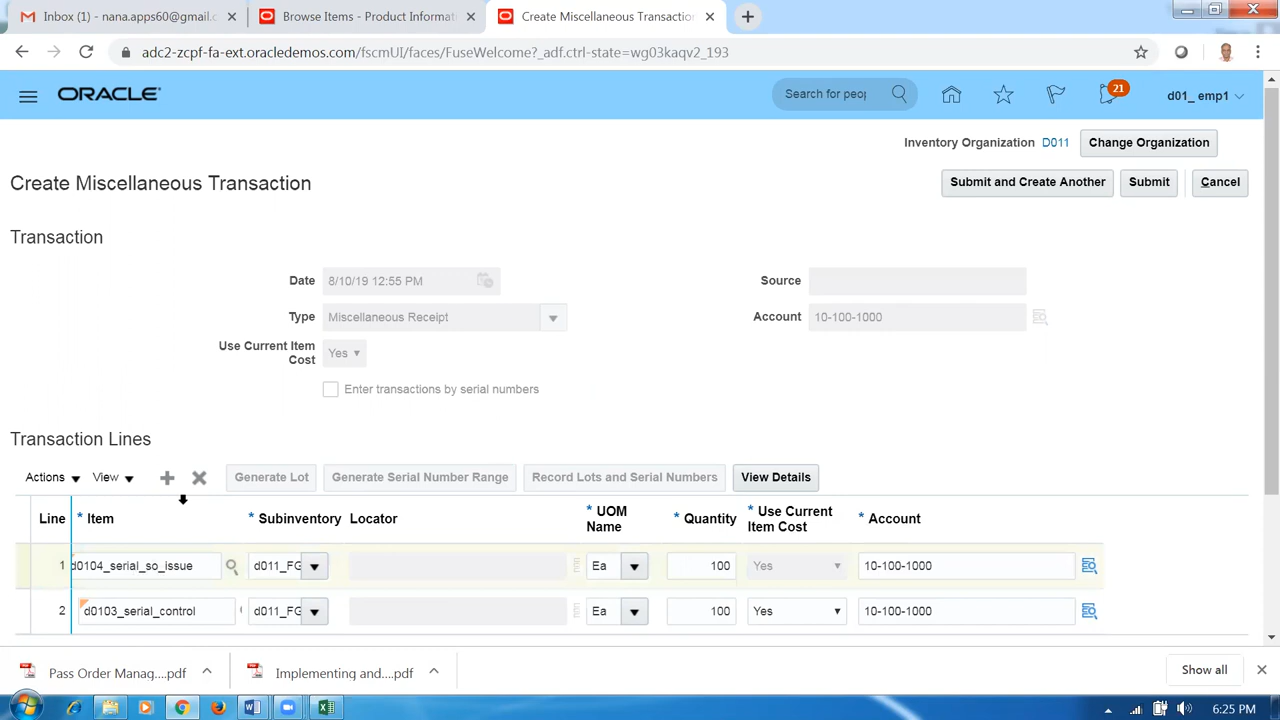 Inbox (1) - nana.apps60@gmail.c
Browse Items - Product Informati
Create Miscellaneous Transaction
adc2-zcpf-fa-ext.oracledemos.com/fscmUI/faces/FuseWelcome?_adf.ctrl-state=wg03kaqv2_193
ORACLE
Search for peop
21
d01_ emp1
Inventory Organization D011 Change Organization
Create Miscellaneous Transaction
Submit and Create Another Submit Cancel
Transaction
Date 8/10/19 12:55 PM
Source
Type Miscellaneous Receipt
Account 10-100-1000
Use Current Item Cost Yes
Enter transactions by serial numbers
Transaction Lines
Actions View Generate Lot Generate Serial Number Range Record Lots and Serial Numbers View Details
Line * Item * Subinventory Locator * UOM Name * Quantity * Use Current Item Cost * Account
1 d0104_serial_so_issue d011_FG Ea 100 Yes 10-100-1000
2 d0103_serial_control d011_FG Ea 100 Yes 10-100-1000
Pass Order Manag....pdf
Implementing and....pdf
Show all
6:25 PM